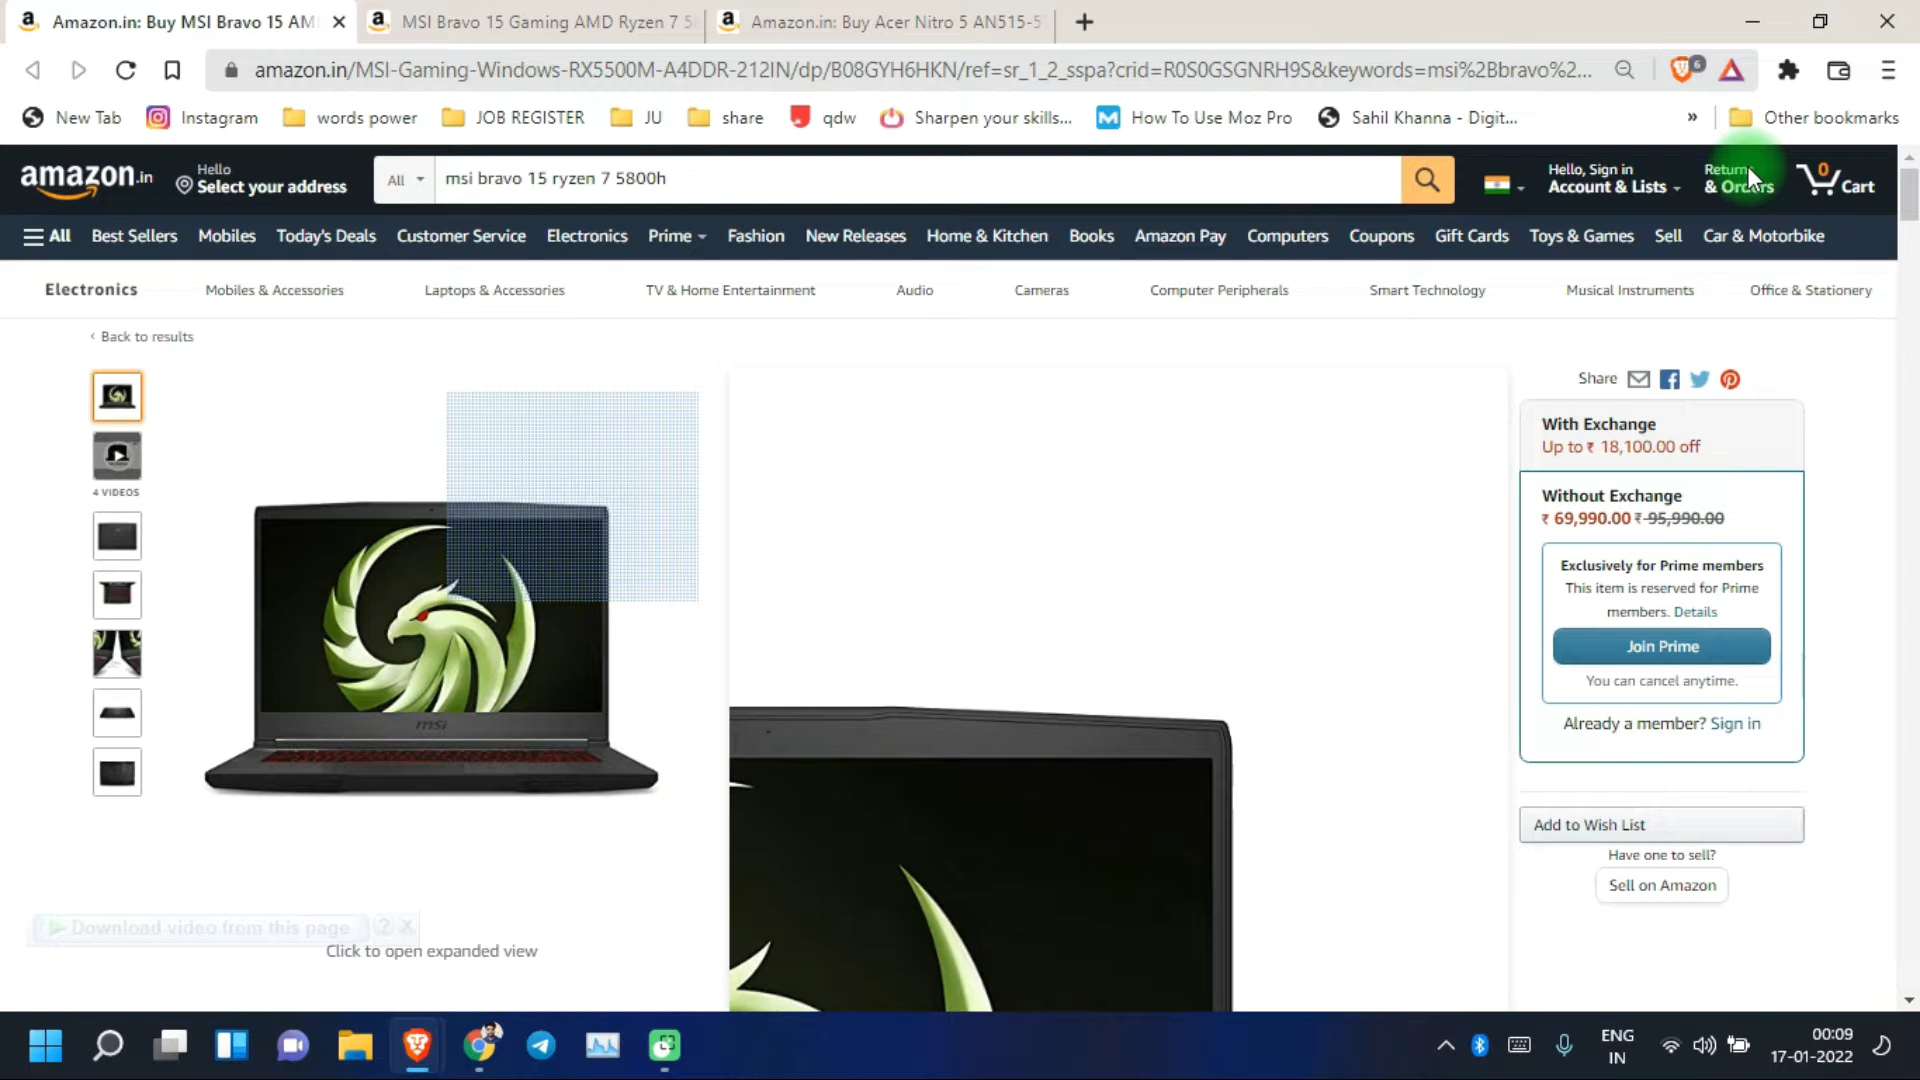 Amazon.in: Buy MSI Bravo 15 AMI
MSI Bravo 15 Gaming AMD Ryzen 7 5
Amazon.in: Buy Acer Nitro 5 AN515-5
amazon.in/MSI-Gaming-Windows-RX5500M-A4DDR-212IN/dp/B08GYH6HKN/ref=sr_1_2_sspa?crid=R0S0GSGNRH9S&keywords=msi%2Bbravo%2...
6
New Tab
Instagram
words power
JOB REGISTER
JU
share
qdw
Sharpen your skills...
How To Use Moz Pro
Sahil Khanna - Digit...
»
Other bookmarks
amazon.in
Hello
Select your address
All
msi bravo 15 ryzen 7 5800h
Hello, Sign in
Account & Lists
Return
& Orders
0
Cart
All
Best Sellers
Mobiles
Today's Deals
Customer Service
Electronics
Prime
Fashion
New Releases
Home & Kitchen
Books
Amazon Pay
Computers
Coupons
Gift Cards
Toys & Games
Sell
Car & Motorbike
Electronics
Mobiles & Accessories
Laptops & Accessories
TV & Home Entertainment
Audio
Cameras
Computer Peripherals
Smart Technology
Musical Instruments
Office & Stationery
‹ Back to results
4 VIDEOS
msi
Share
With Exchange
Up to ₹ 18,100.00 off
Without Exchange
₹ 69,990.00 ₹ 95,990.00
Exclusively for Prime members
This item is reserved for Prime
members. Details
Join Prime
You can cancel anytime.
Already a member? Sign in
Add to Wish List
Have one to sell?
Sell on Amazon
Download video from this page ? X
Click to open expanded view
ENG
IN
00:09
17-01-2022